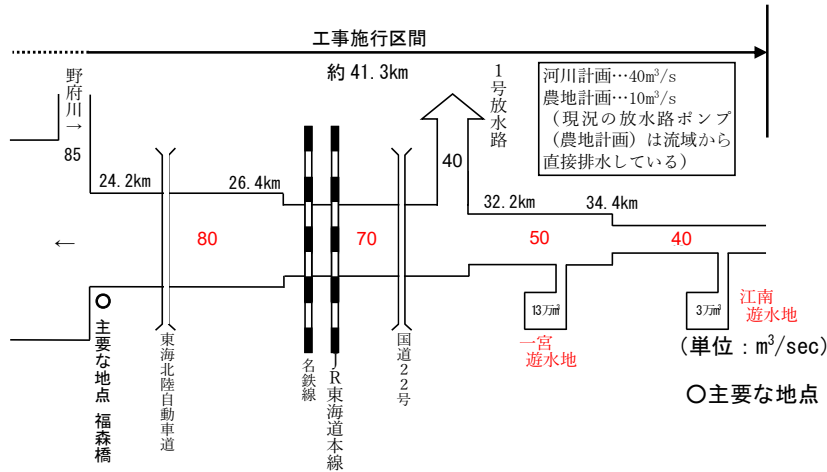 工事施行区間
約 41.3km
野府川→
85
1号放水路
河川計画…40m³/s
農地計画…10m³/s
（現況の放水路ポンプ
（農地計画）は流域から
直接排水している）
40
24.2km
26.4km
32.2km
34.4km
←
80
70
50
40
13万㎥
3万㎥
一宮
遊水地
江南
遊水地
主要な地点 福森橋
東海北陸自動車道
名鉄線
ＪＲ東海道本線
国道２２号
(単位：m³/sec)
〇主要な地点